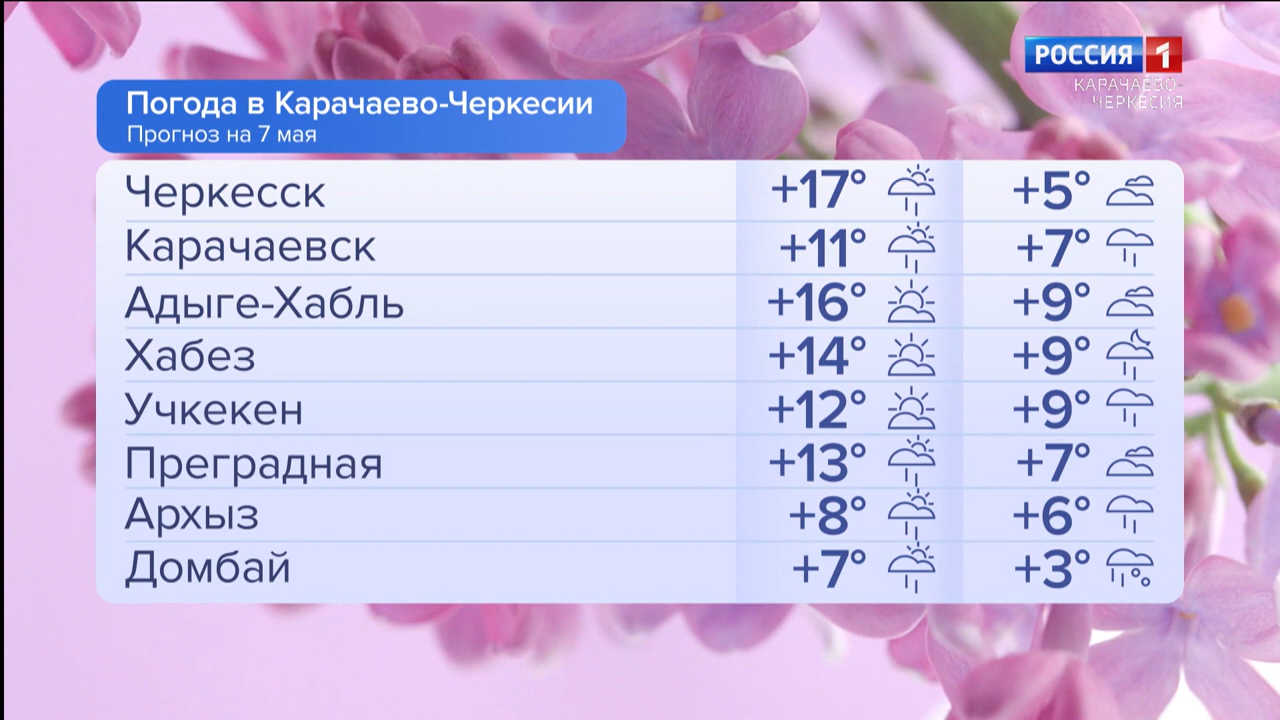 РОССИЯ 1
КАРАЧАЕВО-
ЧЕРКЕСИЯ
Погода в Карачаево-Черкесии
Прогноз на 7 мая
Черкесск +17° +5°
Карачаевск +11° +7°
Адыге-Хабль +16° +9°
Хабез +14° +9°
Учкекен +12° +9°
Преградная +13° +7°
Архыз +8° +6°
Домбай +7° +3°